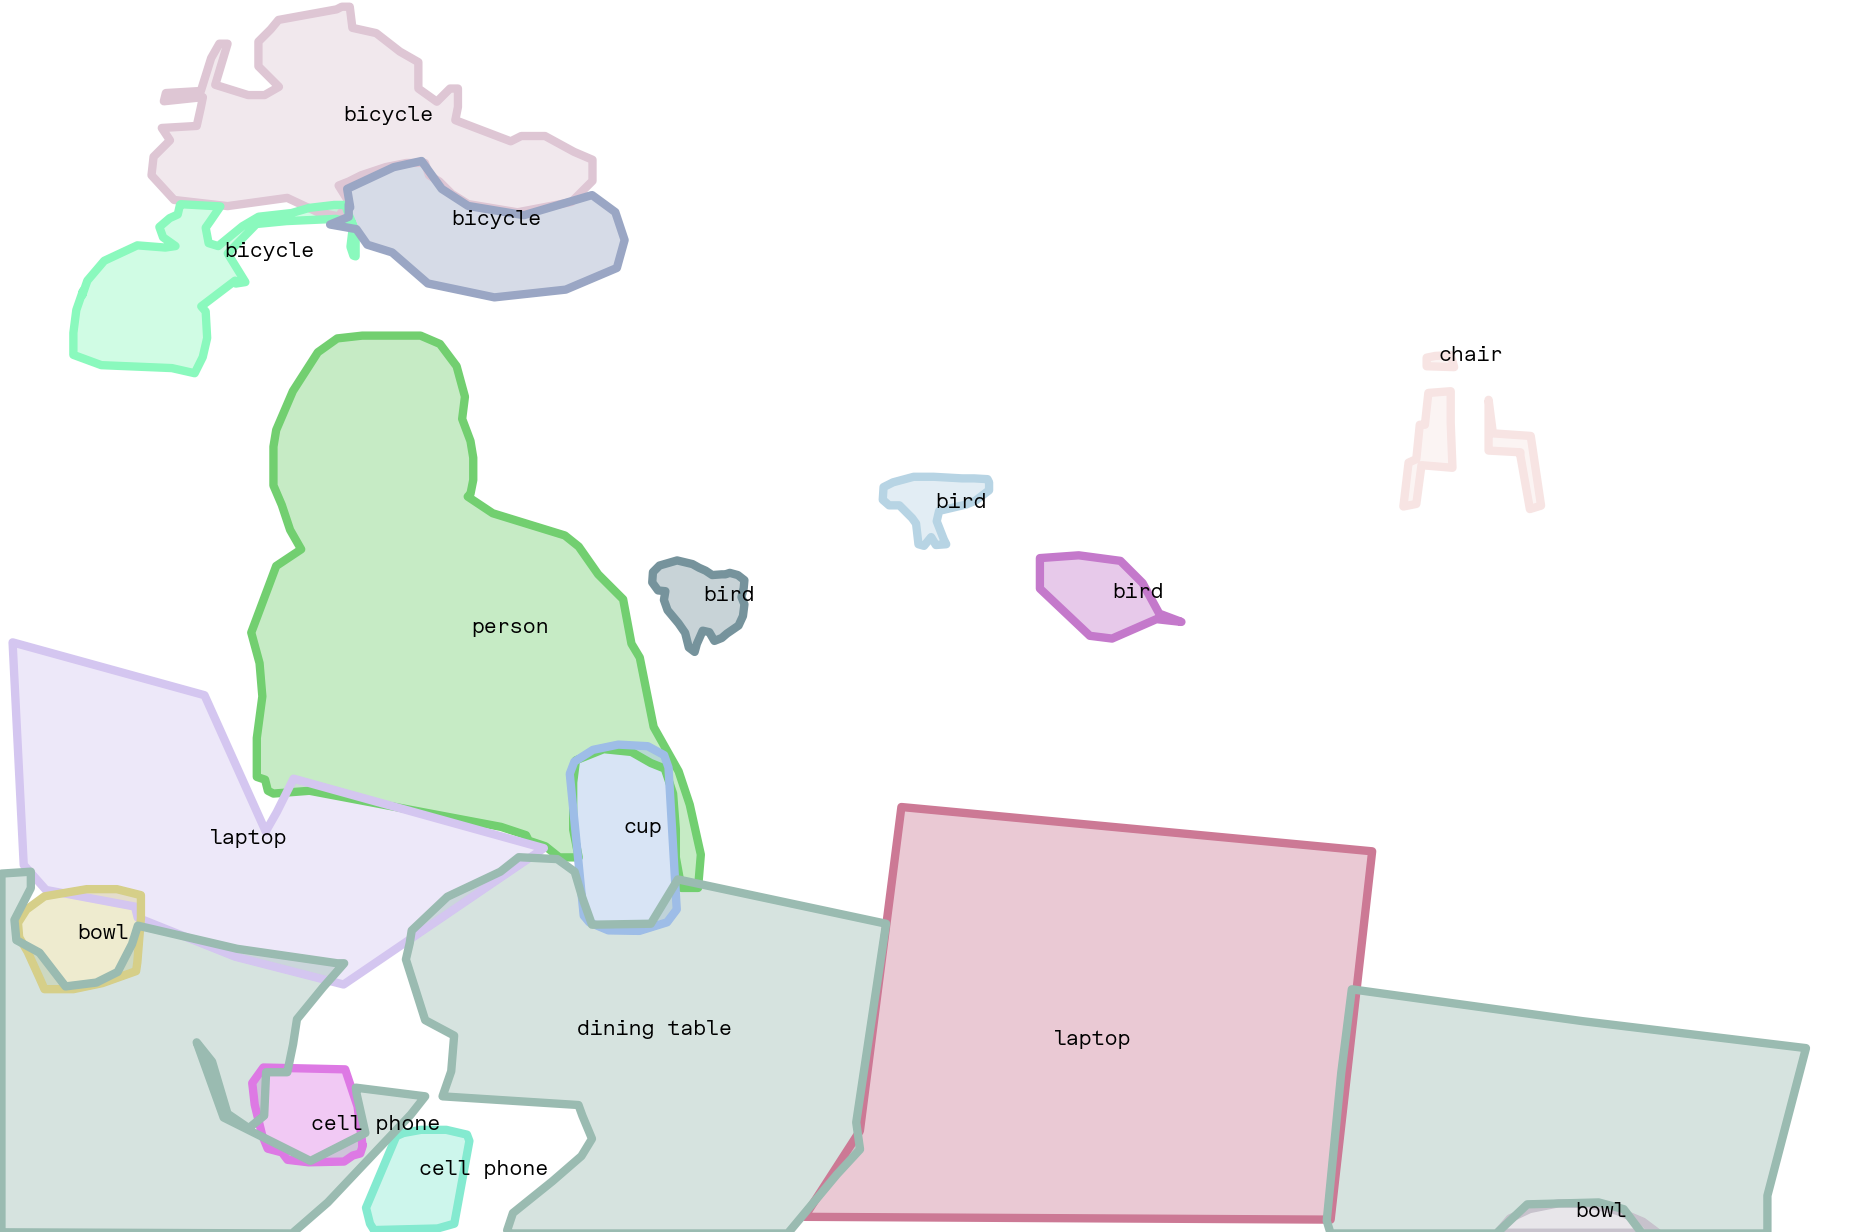 bicycle
bicycle
bicycle
chair
bird
bird
bird
person
cup
laptop
bowl
dining table
laptop
cell phone
cell phone
bowl